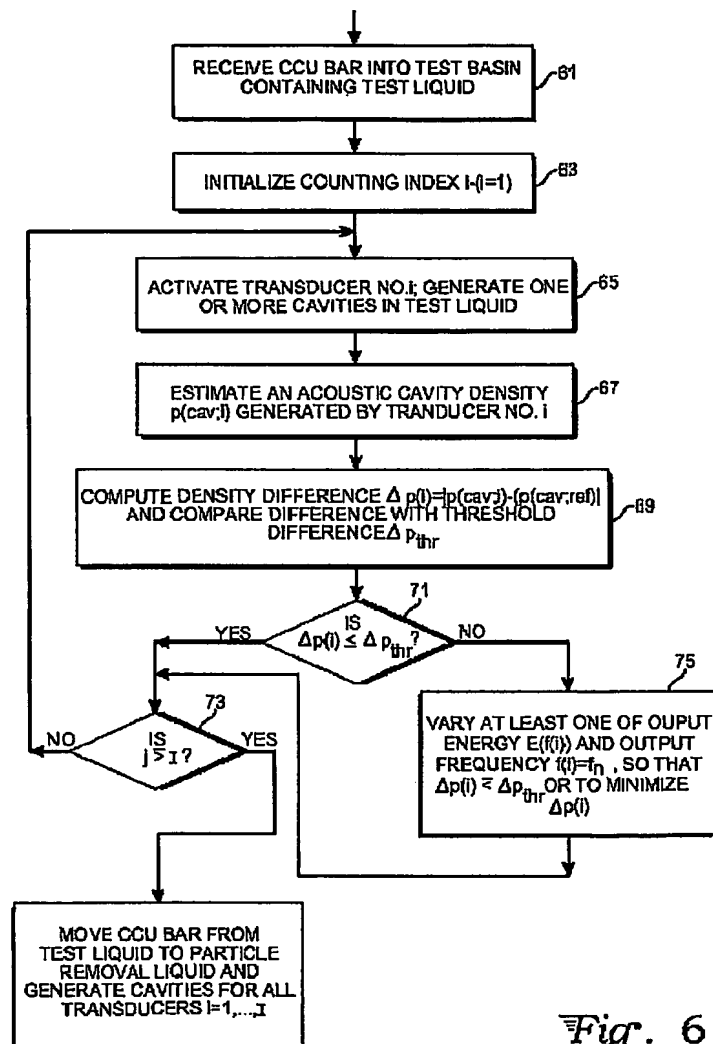 RECEIVE CCU BAR INTO TEST BASIN
CONTAINING TEST LIQUID
61
INITIALIZE COUNTING INDEX i-(i=1)
63
ACTIVATE TRANSDUCER NO.i; GENERATE ONE
OR MORE CAVITIES IN TEST LIQUID
65
ESTIMATE AN ACOUSTIC CAVITY DENSITY
p(cav;i) GENERATED BY TRANDUCER NO. i
67
COMPUTE DENSITY DIFFERENCE Δ p(i)=|p(cav;i)-(p(cav;ref)|
AND COMPARE DIFFERENCE WITH THRESHOLD
DIFFERENCE Δ pthr
69
71
IS
Δp(i) ≤ Δ pthr ?
YES
NO
73
IS
j > I ?
NO
YES
75
VARY AT LEAST ONE OF OUPUT
ENERGY E(f(i)) AND OUTPUT
FREQUENCY f(i)=fn , SO THAT
Δp(i) ≤ Δpthr OR TO MINIMIZE
Δp(i)
MOVE CCU BAR FROM
TEST LIQUID TO PARTICLE
REMOVAL LIQUID AND
GENERATE CAVITIES FOR ALL
TRANSDUCERS i=1,...,I
Fig. 6